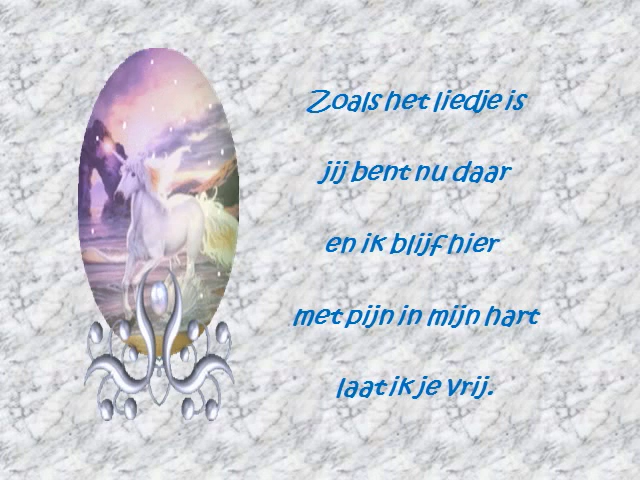 Zoals het liedje is
jij bent nu daar
en ik blijf hier
met pijn in mijn hart
laat ik je vrij.